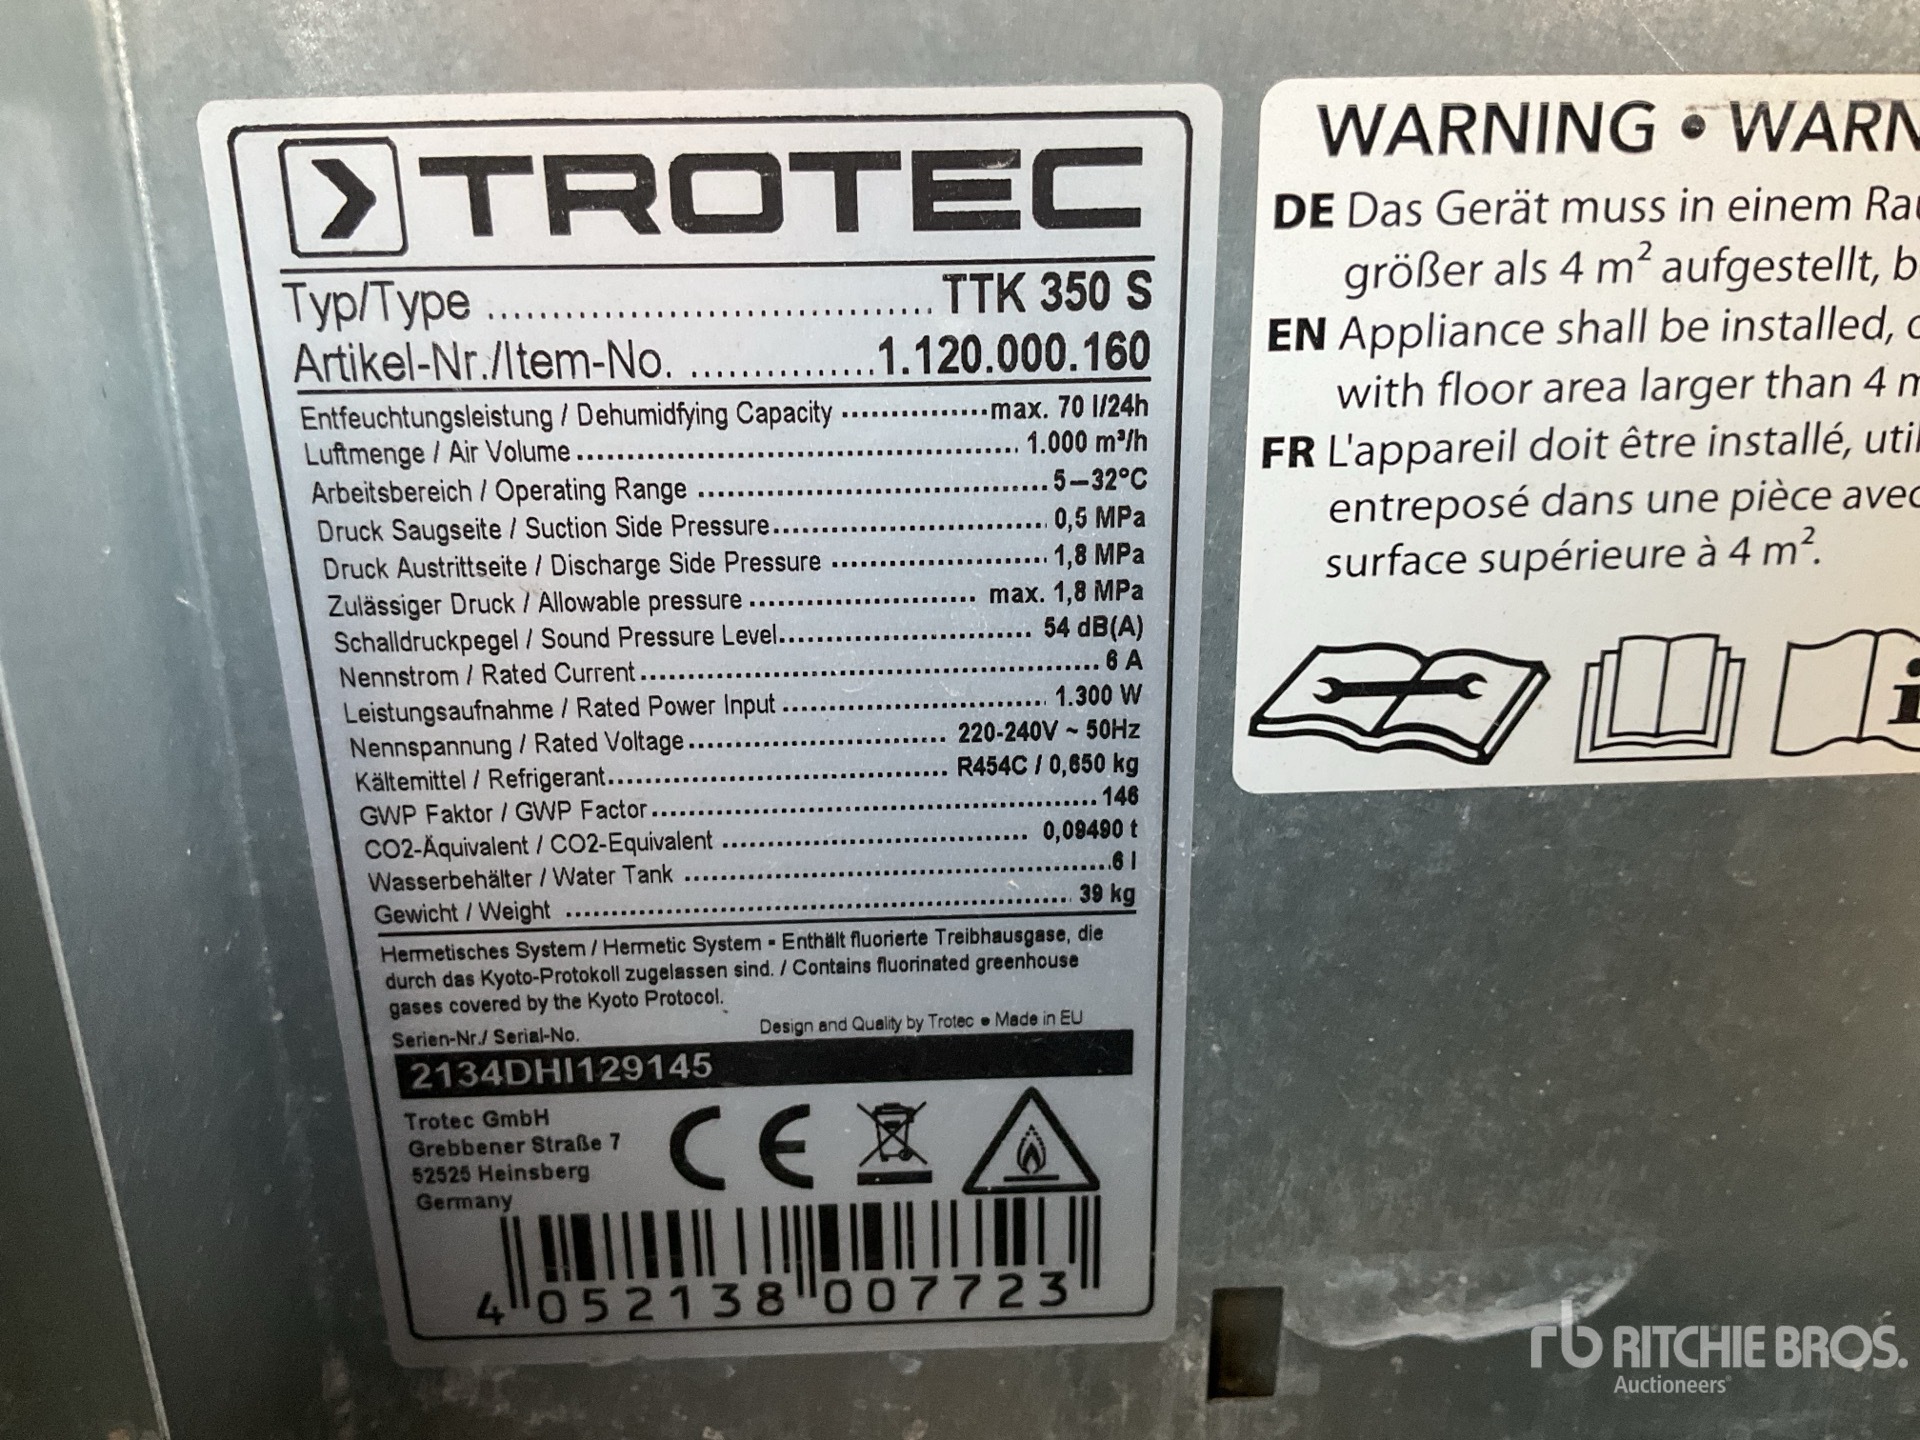 TROTEC
Typ/Type ........ TTK 350 S
Artikel-Nr./Item-No. ........ 1.120.000.160
Entfeuchtungsleistung / Dehumidfying Capacity ........ max. 70 l/24h
Luftmenge / Air Volume ........ 1.000 m³/h
Arbeitsbereich / Operating Range ........ 5–32°C
Druck Saugseite / Suction Side Pressure ........ 0,5 MPa
Druck Austrittseite / Discharge Side Pressure ........ 1,8 MPa
Zulässiger Druck / Allowable pressure ........ max. 1,8 MPa
Schalldruckpegel / Sound Pressure Level ........ 54 dB(A)
Nennstrom / Rated Current ........ 6 A
Leistungsaufnahme / Rated Power Input ........ 1.300 W
Nennspannung / Rated Voltage ........ 220-240V ~ 50Hz
Kältemittel / Refrigerant ........ R454C / 0,650 kg
GWP Faktor / GWP Factor ........ 146
CO2-Äquivalent / CO2-Equivalent ........ 0,09490 t
Wasserbehälter / Water Tank ........ 6 l
Gewicht / Weight ........ 39 kg
Hermetisches System / Hermetic System - Enthält fluorierte Treibhausgase, die
durch das Kyoto-Protokoll zugelassen sind. / Contains fluorinated greenhouse
gases covered by the Kyoto Protocol.
Serien-Nr./ Serial-No. Design and Quality by Trotec • Made in EU
2134DHI129145
Trotec GmbH
Grebbener Straße 7
52525 Heinsberg
Germany
CE
4 052138 007723
WARNING • WARN
DE Das Gerät muss in einem Rau
größer als 4 m² aufgestellt, b
EN Appliance shall be installed, o
with floor area larger than 4 m
FR L'appareil doit être installé, util
entreposé dans une pièce avec
surface supérieure à 4 m².
i
rb RITCHIE BROS.
Auctioneers